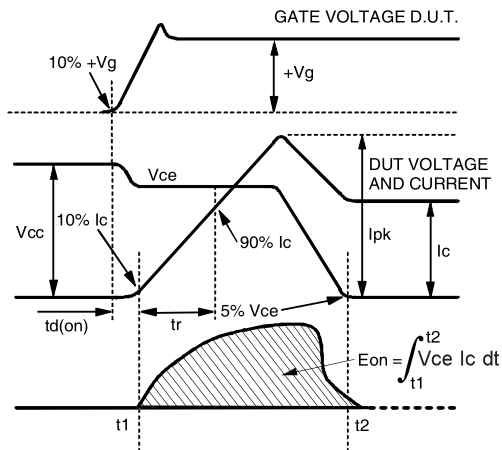 GATE VOLTAGE D.U.T.
10% +Vg
+Vg
Vce
DUT VOLTAGE
AND CURRENT
10% Ic
Vcc
90% Ic
Ipk
Ic
td(on)
tr
5% Vce
Eon = ∫ Vce Ic dt
t2
t1
t1
t2